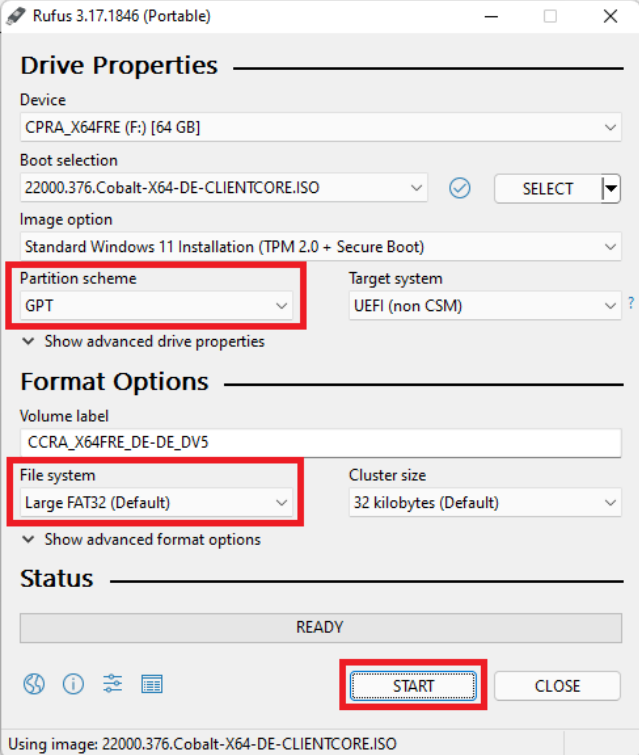 Rufus 3.17.1846 (Portable)
Drive Properties
Device
CPRA_X64FRE (F:) [64 GB]
Boot selection
22000.376.Cobalt-X64-DE-CLIENTCORE.ISO
SELECT
Image option
Standard Windows 11 Installation (TPM 2.0 + Secure Boot)
Partition scheme
Target system
GPT
UEFI (non CSM)
?
Show advanced drive properties
Format Options
Volume label
CCRA_X64FRE_DE-DE_DV5
File system
Cluster size
Large FAT32 (Default)
32 kilobytes (Default)
Show advanced format options
Status
READY
START
CLOSE
Using image: 22000.376.Cobalt-X64-DE-CLIENTCORE.ISO